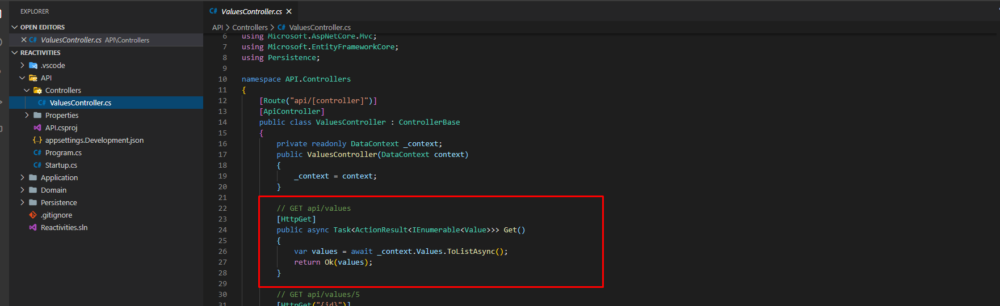 EXPLORER
OPEN EDITORS
C# ValuesController.cs API\Controllers
REACTIVITIES
.vscode
API
Controllers
C# ValuesController.cs
Properties
API.csproj
{..} appsettings.Development.json
C# Program.cs
C# Startup.cs
Application
Domain
Persistence
.gitignore
Reactivities.sln
C# ValuesController.cs
API > Controllers > C# ValuesController.cs
6 using Microsoft.AspNetCore.Mvc;
7 using Microsoft.EntityFrameworkCore;
8 using Persistence;
9
10 namespace API.Controllers
11 {
12 [Route("api/[controller]")]
13 [ApiController]
14 public class ValuesController : ControllerBase
15 {
16 private readonly DataContext _context;
17 public ValuesController(DataContext context)
18 {
19 _context = context;
20 }
21
22 // GET api/values
23 [HttpGet]
24 public async Task<ActionResult<IEnumerable<Value>>> Get()
25 {
26 var values = await _context.Values.ToListAsync();
27 return Ok(values);
28 }
29
30 // GET api/values/5
31 [HttpGet("{id}")]